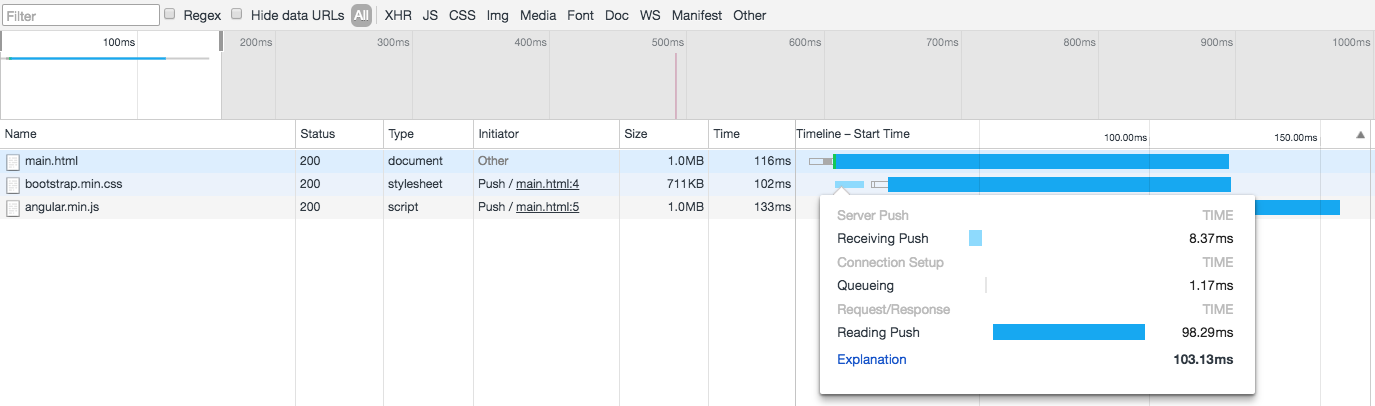 Filter Regex Hide data URLs All XHR JS CSS Img Media Font Doc WS Manifest Other
100ms 200ms 300ms 400ms 500ms 600ms 700ms 800ms 900ms 1000ms
Name Status Type Initiator Size Time Timeline – Start Time 100.00ms 150.00ms
main.html 200 document Other 1.0MB 116ms
bootstrap.min.css 200 stylesheet Push / main.html:4 711KB 102ms
angular.min.js 200 script Push / main.html:5 1.0MB 133ms
Server Push TIME
Receiving Push 8.37ms
Connection Setup TIME
Queueing 1.17ms
Request/Response TIME
Reading Push 98.29ms
Explanation 103.13ms